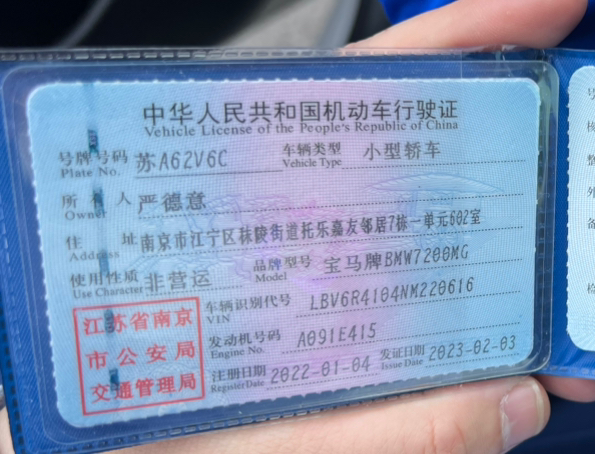 中华人民共和国机动车行驶证
Vehicle License of the People's Republic of China
号牌号码 苏A62V6C 车辆类型 小型轿车
Plate No. Vehicle Type
所有人 严德意
Owner
住址 南京市江宁区秣陵街道托乐嘉友邻居7栋一单元602室
Address
使用性质 非营运 品牌型号 宝马牌BMW7200MG
Use Character Model
车辆识别代号 LBV6R4104NM220616
VIN
发动机号码 A091E415
Engine No.
注册日期 2022-01-04 发证日期 2023-02-03
Register Date Issue Date
江苏省南京
市公安局
交通管理局